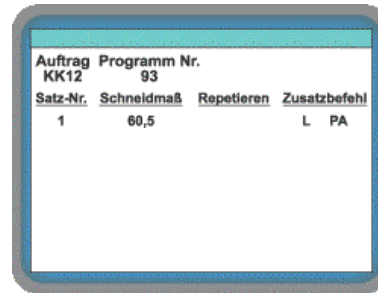 Auftrag Programm Nr.
KK12 93
Satz-Nr. Schneidmaß Repetieren Zusatzbefehl
1 60,5 L PA